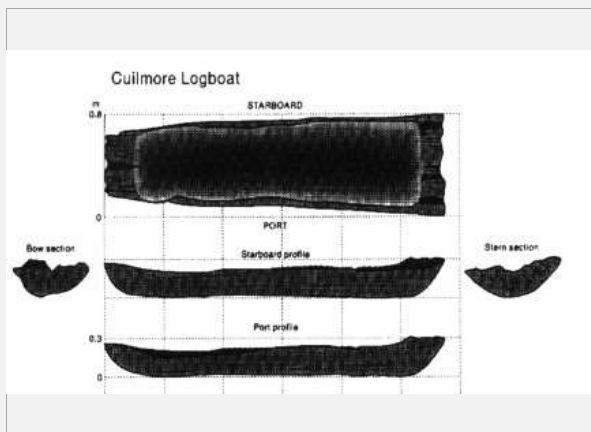 Cuilmore Logboat
m
STARBOARD
0.8
0
PORT
Bow section
Starboard profile
Stern section
Port profile
0.3
0